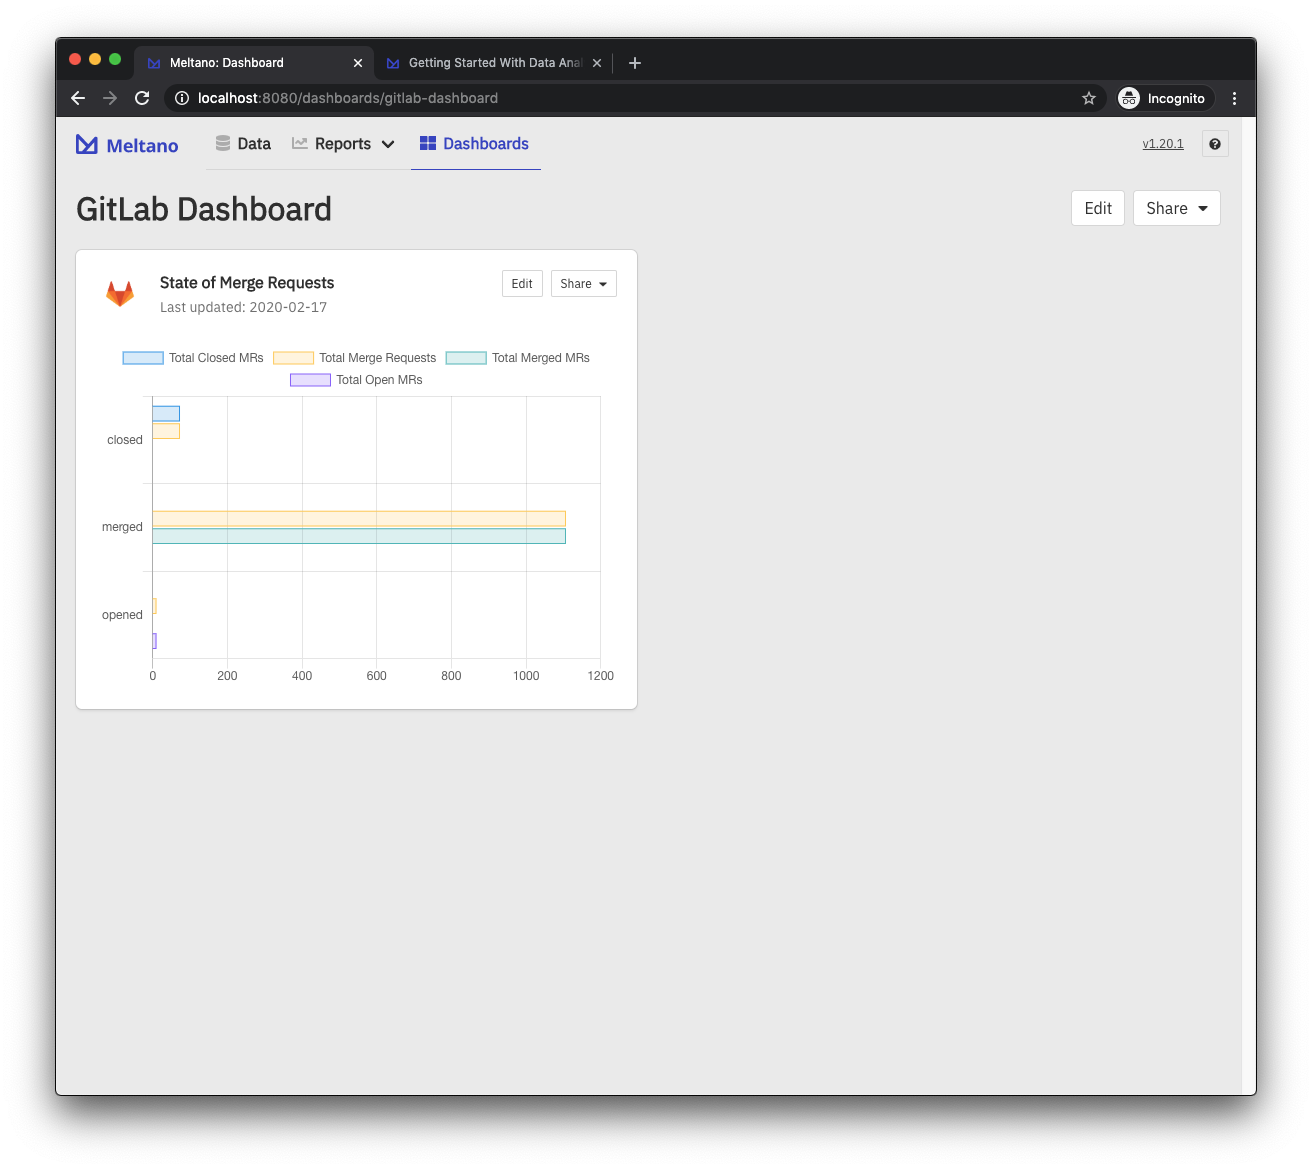 Meltano: Dashboard
Getting Started With Data Anal
localhost:8080/dashboards/gitlab-dashboard
Incognito
Meltano
Data
Reports
Dashboards
v1.20.1
?
GitLab Dashboard
Edit
Share
State of Merge Requests
Edit
Share
Last updated: 2020-02-17
Total Closed MRs
Total Merge Requests
Total Merged MRs
Total Open MRs
closed
merged
opened
0 200 400 600 800 1000 1200